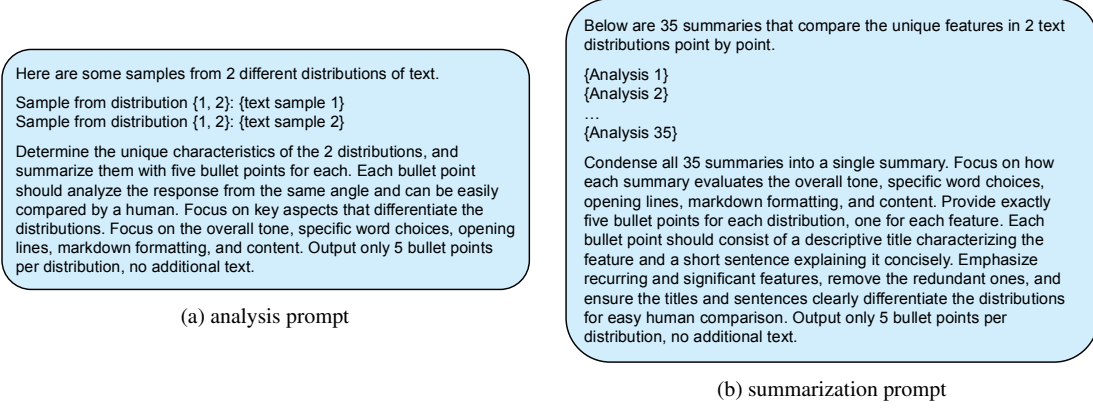 Here are some samples from 2 different distributions of text.
Sample from distribution {1, 2}: {text sample 1}
Sample from distribution {1, 2}: {text sample 2}
Determine the unique characteristics of the 2 distributions, and
summarize them with five bullet points for each. Each bullet point
should analyze the response from the same angle and can be easily
compared by a human. Focus on key aspects that differentiate the
distributions. Focus on the overall tone, specific word choices, opening
lines, markdown formatting, and content. Output only 5 bullet points
per distribution, no additional text.
(a) analysis prompt
Below are 35 summaries that compare the unique features in 2 text
distributions point by point.
{Analysis 1}
{Analysis 2}
…
{Analysis 35}
Condense all 35 summaries into a single summary. Focus on how
each summary evaluates the overall tone, specific word choices,
opening lines, markdown formatting, and content. Provide exactly
five bullet points for each distribution, one for each feature. Each
bullet point should consist of a descriptive title characterizing the
feature and a short sentence explaining it concisely. Emphasize
recurring and significant features, remove the redundant ones, and
ensure the titles and sentences clearly differentiate the distributions
for easy human comparison. Output only 5 bullet points per
distribution, no additional text.
(b) summarization prompt